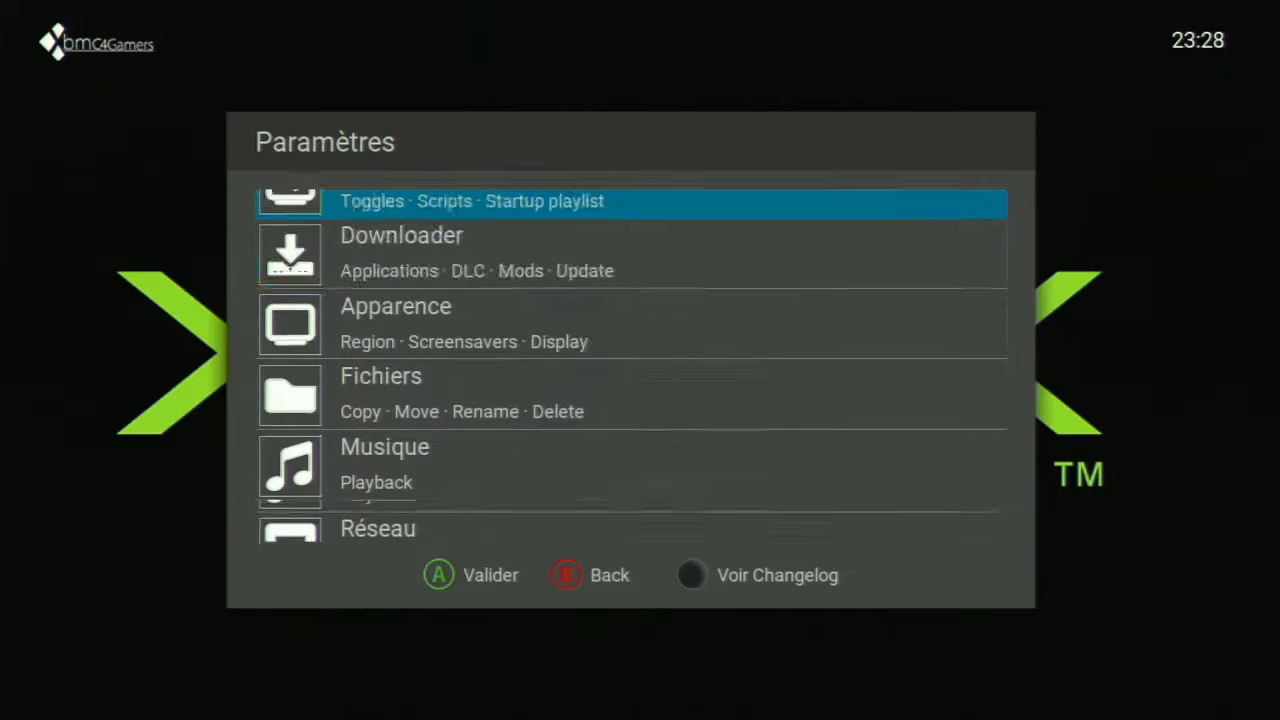 XbmC4Gamers
23:28
Paramètres
Toggles · Scripts · Startup playlist
Downloader
Applications · DLC · Mods · Update
Apparence
Region · Screensavers · Display
Fichiers
Copy · Move · Rename · Delete
Musique
Playback
Réseau
A Valider B Back Voir Changelog
TM